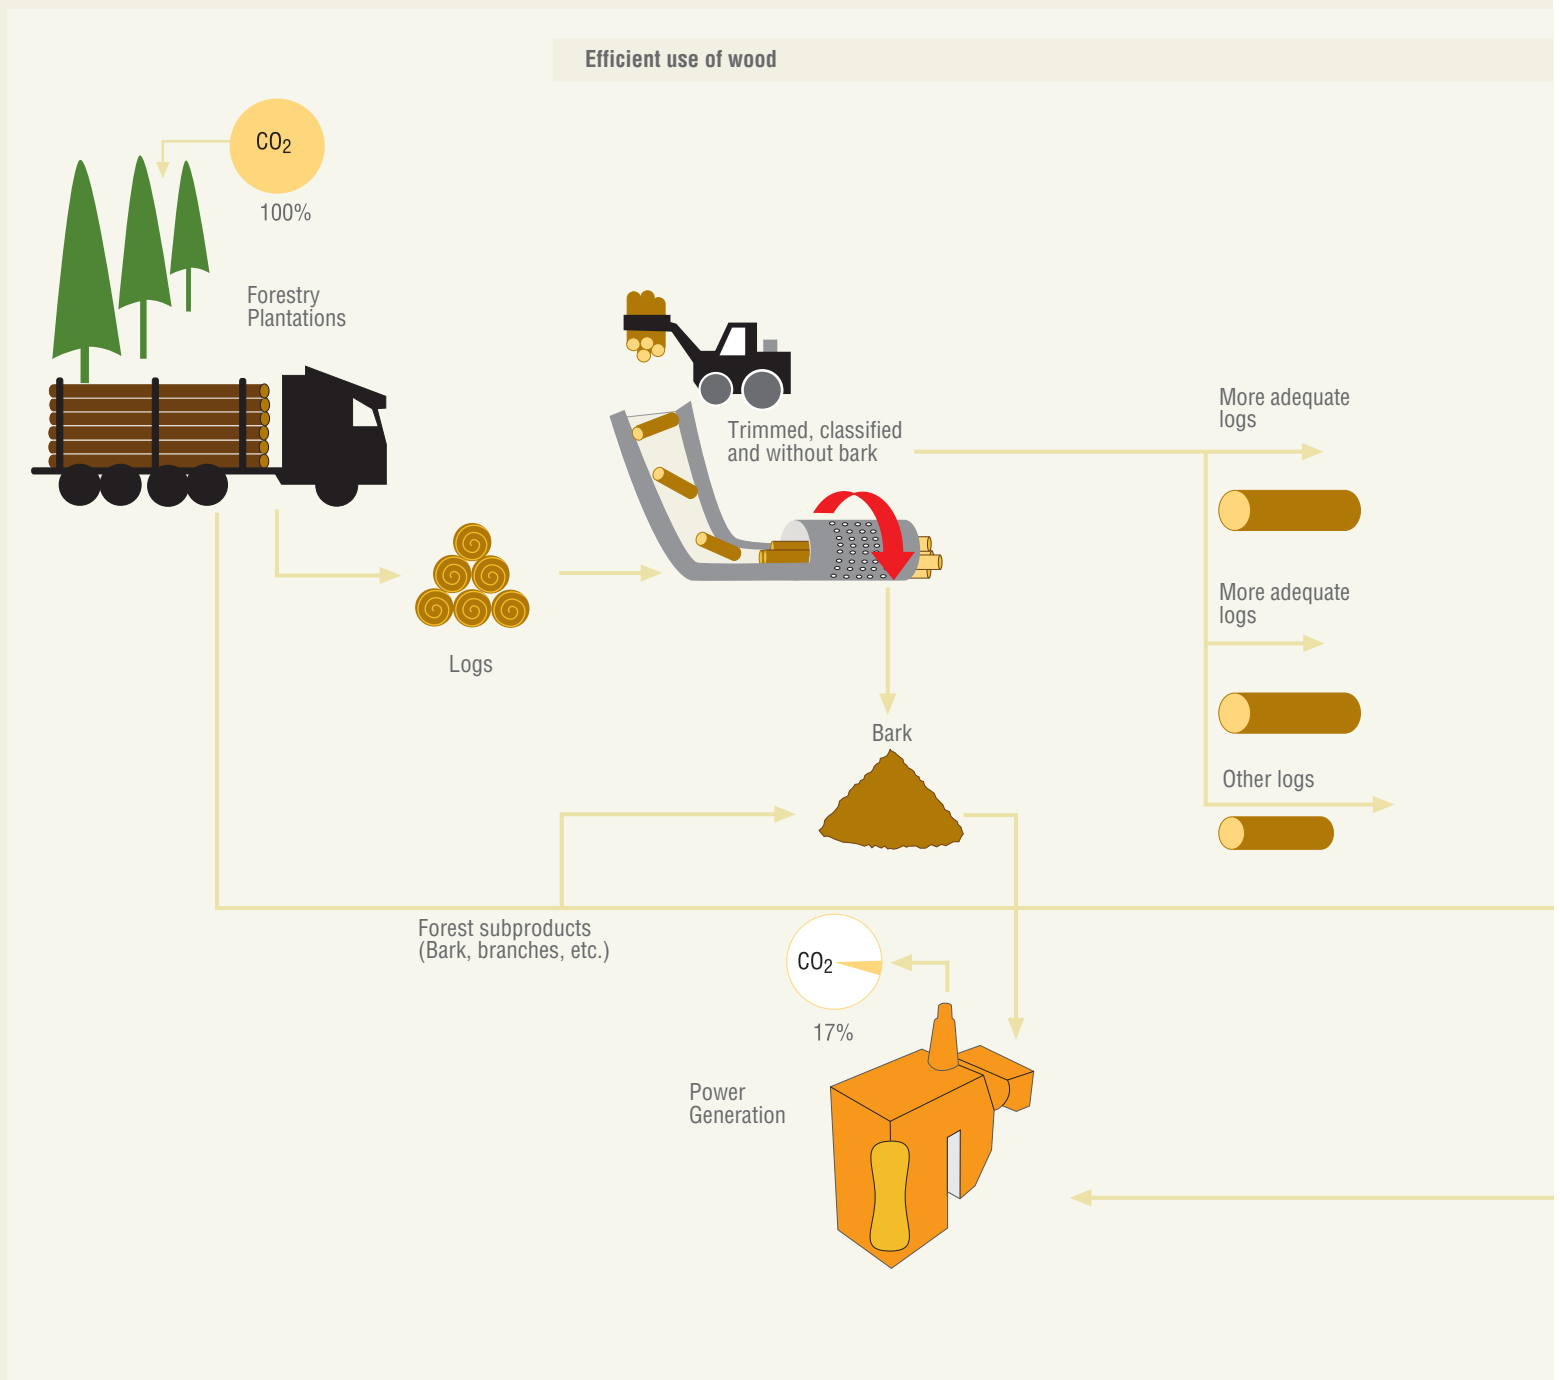 Efficient use of wood
CO2
100%
Forestry
Plantations
Trimmed, classified
and without bark
More adequate
logs
More adequate
logs
Logs
Bark
Other logs
Forest subproducts
(Bark, branches, etc.)
CO2
17%
Power
Generation